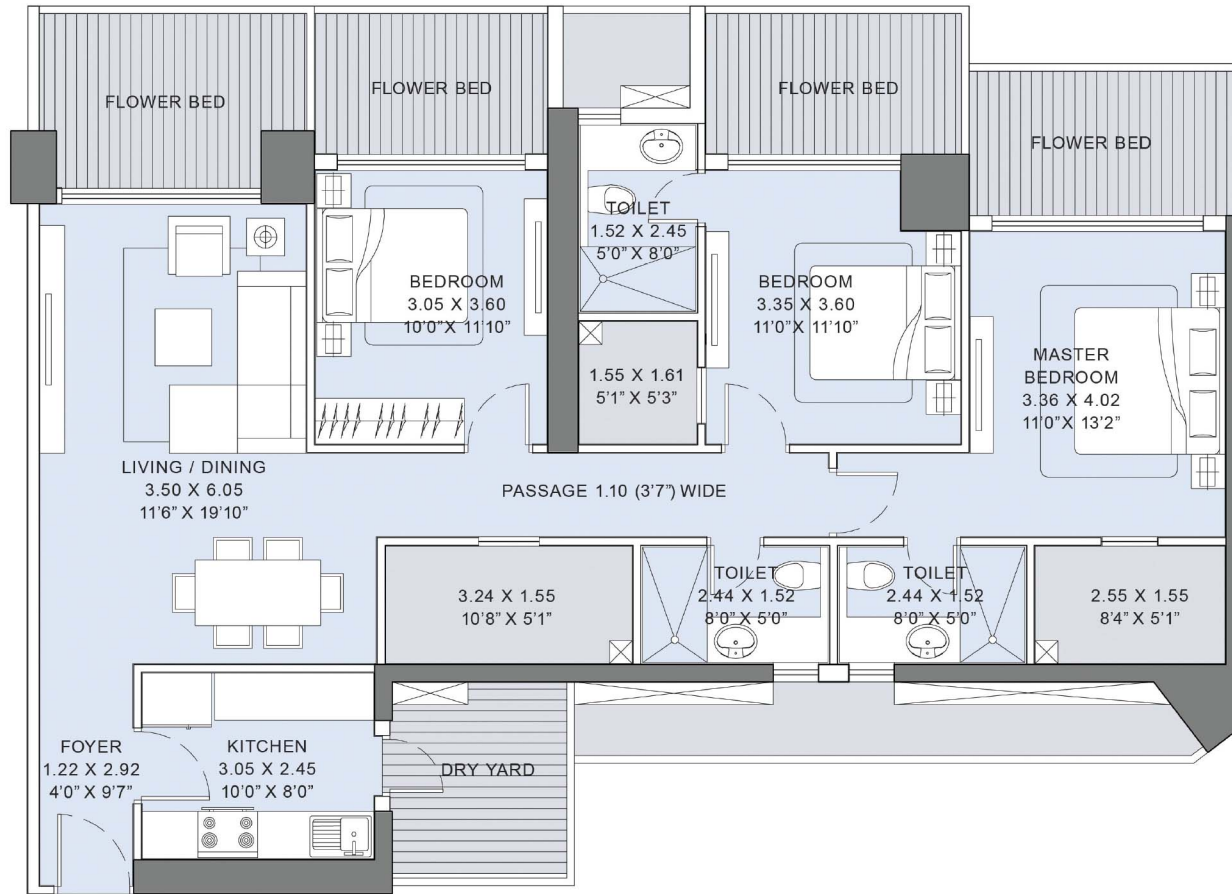 FLOWER BED
FLOWER BED
FLOWER BED
FLOWER BED
TOILET
1.52 X 2.45
5'0” X 8'0”
BEDROOM
3.05 X 3.60
10'0” X 11'10”
BEDROOM
3.35 X 3.60
11'0” X 11'10”
MASTER
BEDROOM
3.36 X 4.02
11'0” X 13'2”
1.55 X 1.61
5'1” X 5'3”
LIVING / DINING
3.50 X 6.05
11'6” X 19'10”
PASSAGE 1.10 (3'7”) WIDE
3.24 X 1.55
10'8” X 5'1”
TOILET
2.44 X 1.52
8'0” X 5'0”
TOILET
2.44 X 1.52
8'0” X 5'0”
2.55 X 1.55
8'4” X 5'1”
FOYER
1.22 X 2.92
4'0” X 9'7”
KITCHEN
3.05 X 2.45
10'0” X 8'0”
DRY YARD